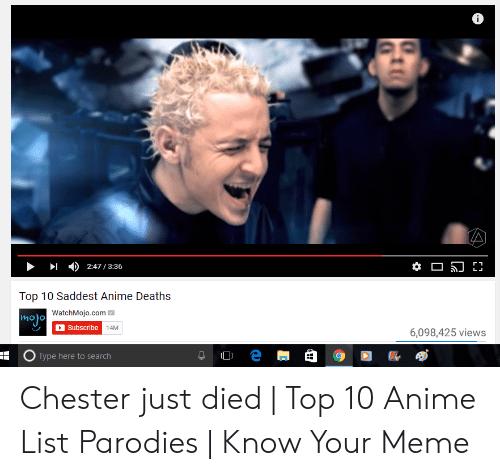 2:47 / 3:36
Top 10 Saddest Anime Deaths
mojo
WatchMojo.com
Subscribe 14M
6,098,425 views
Type here to search
Chester just died | Top 10 Anime
List Parodies | Know Your Meme